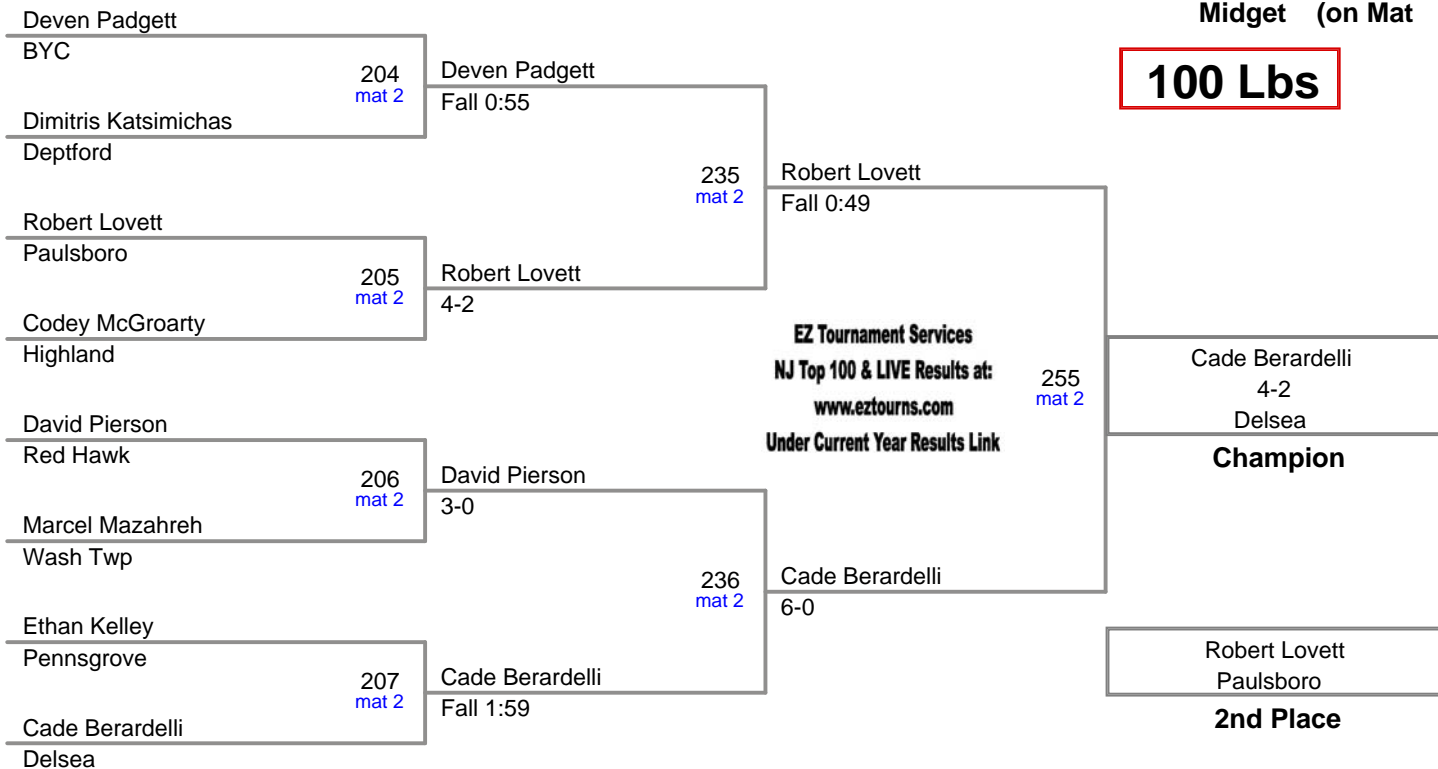 Midget (on Mat
100 Lbs
Deven Padgett
BYC
204
mat 2
Dimitris Katsimichas
Deptford
Deven Padgett
Fall 0:55
Robert Lovett
Paulsboro
205
mat 2
Codey McGroarty
Highland
Robert Lovett
4-2
235
mat 2
Robert Lovett
Fall 0:49
David Pierson
Red Hawk
206
mat 2
Marcel Mazahreh
Wash Twp
David Pierson
3-0
Ethan Kelley
Pennsgrove
207
mat 2
Cade Berardelli
Delsea
Cade Berardelli
Fall 1:59
236
mat 2
Cade Berardelli
6-0
EZ Tournament Services
NJ Top 100 & LIVE Results at:
www.eztourns.com
Under Current Year Results Link
255
mat 2
Cade Berardelli
4-2
Delsea
Champion
Robert Lovett
Paulsboro
2nd Place